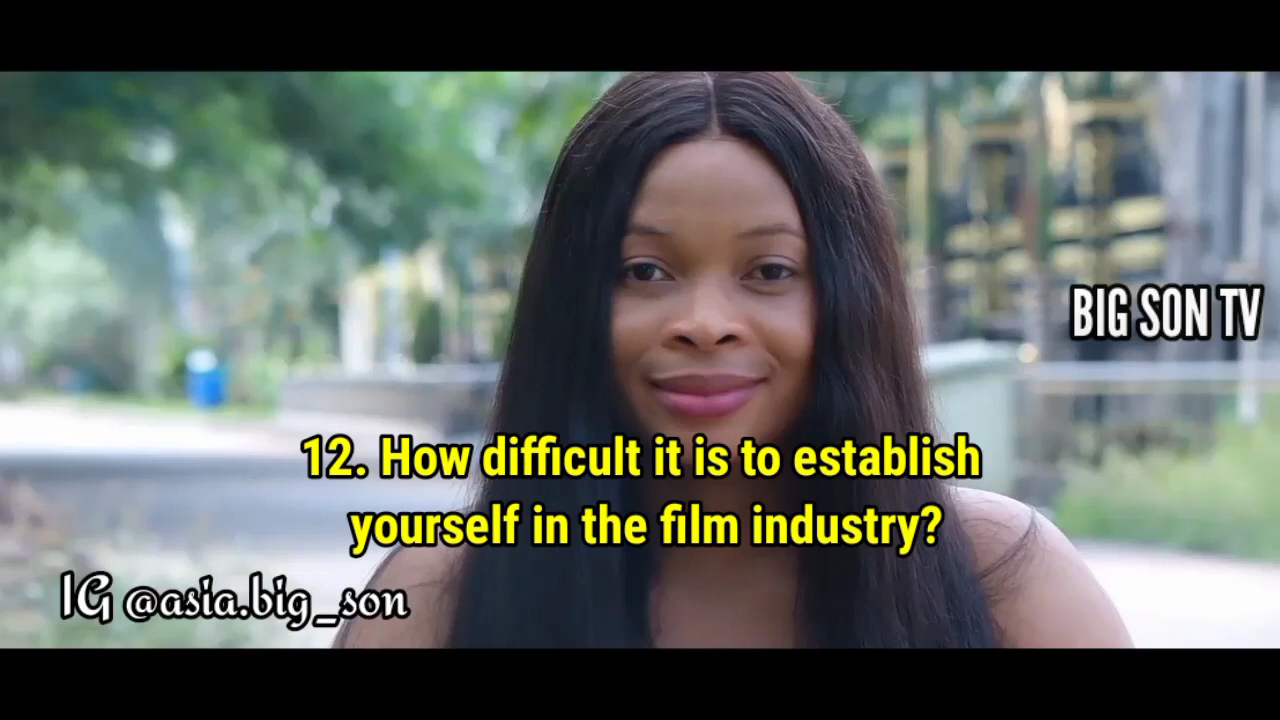 BIG SON TV
12. How difficult it is to establish
yourself in the film industry?
IG @asia.big_son